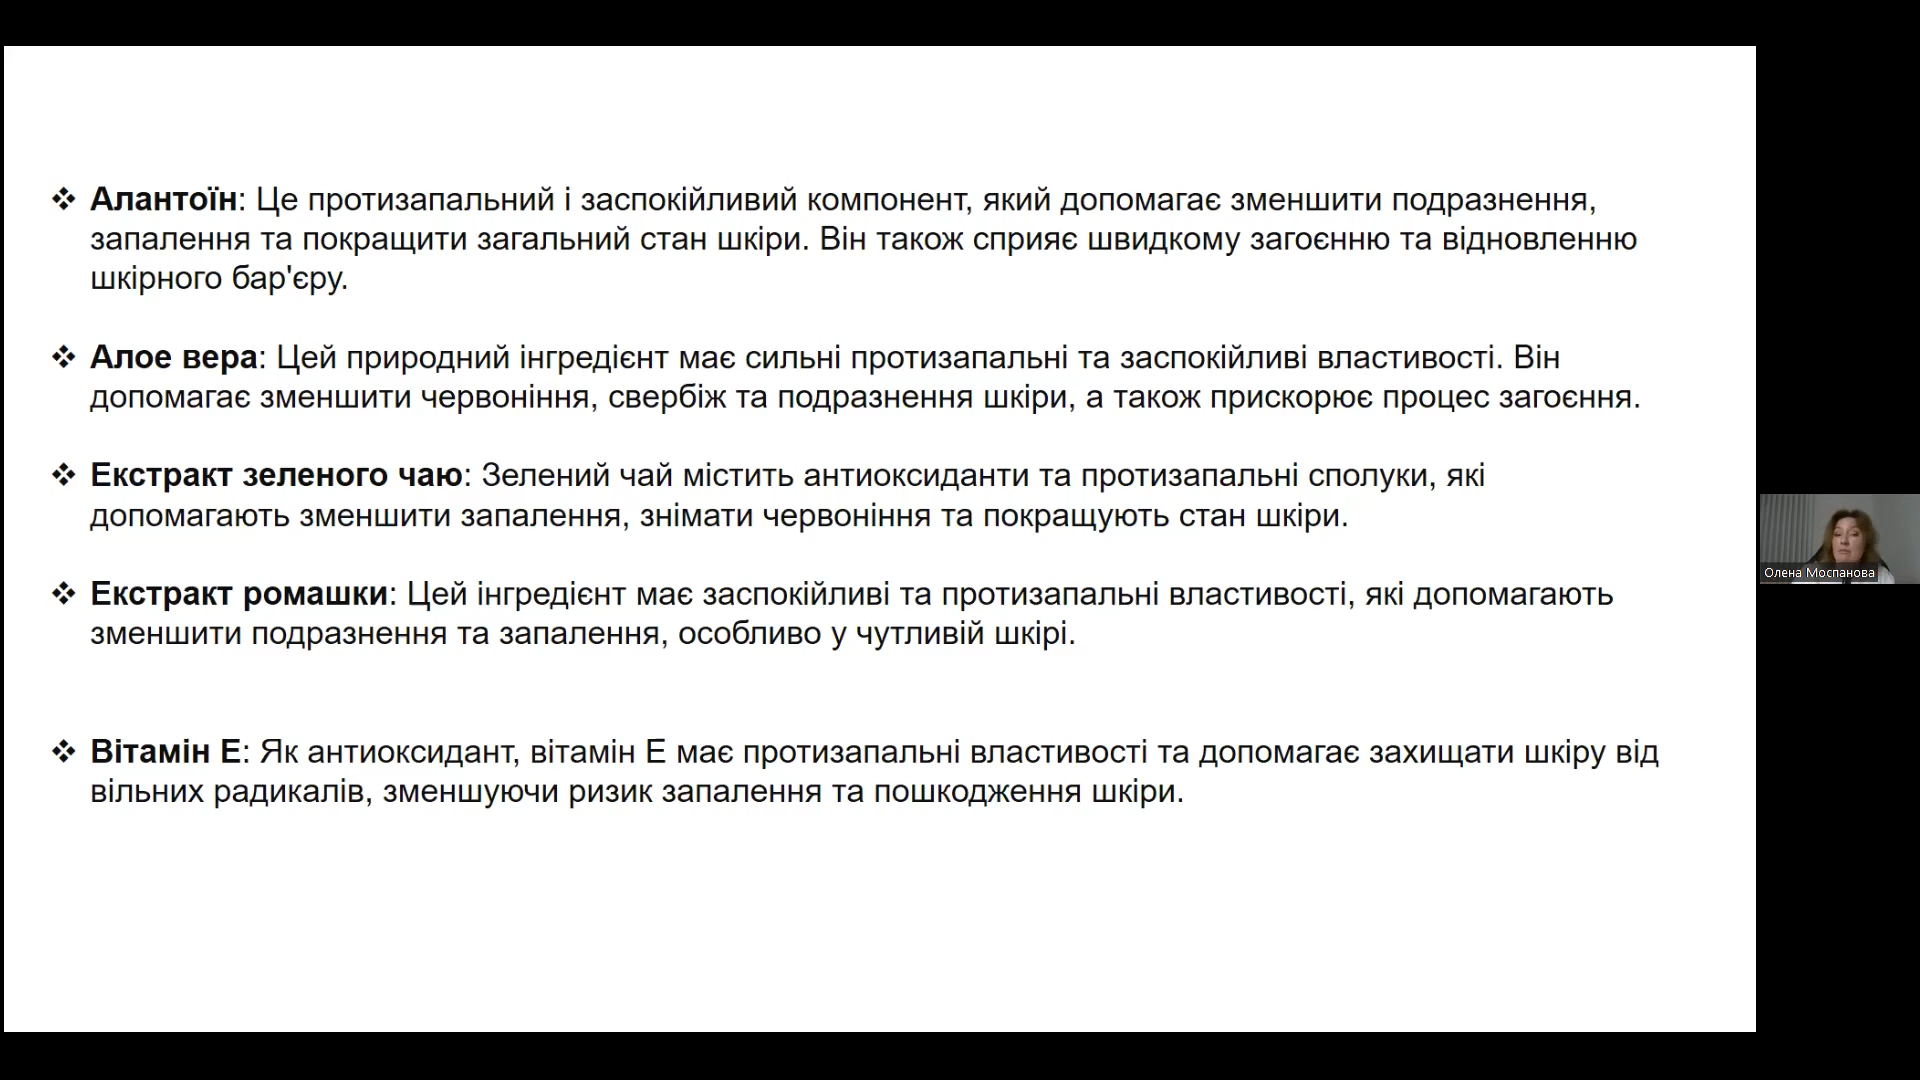 ❖ Алантоїн: Це протизапальний і заспокійливий компонент, який допомагає зменшити подразнення,
запалення та покращити загальний стан шкіри. Він також сприяє швидкому загоєнню та відновленню
шкірного бар'єру.
❖ Алое вера: Цей природний інгредієнт має сильні протизапальні та заспокійливі властивості. Він
допомагає зменшити червоніння, свербіж та подразнення шкіри, а також прискорює процес загоєння.
❖ Екстракт зеленого чаю: Зелений чай містить антиоксиданти та протизапальні сполуки, які
допомагають зменшити запалення, знімати червоніння та покращують стан шкіри.
❖ Екстракт ромашки: Цей інгредієнт має заспокійливі та протизапальні властивості, які допомагають
зменшити подразнення та запалення, особливо у чутливій шкірі.
❖ Вітамін Е: Як антиоксидант, вітамін Е має протизапальні властивості та допомагає захищати шкіру від
вільних радикалів, зменшуючи ризик запалення та пошкодження шкіри.
Олена Моспанова